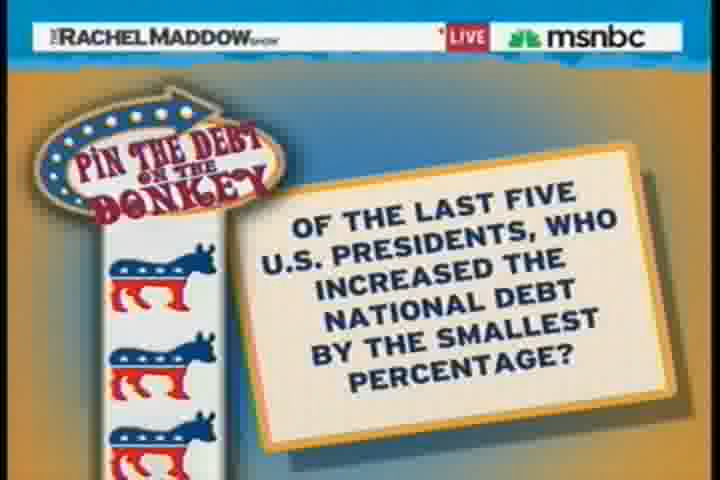 THE RACHEL MADDOW SHOW
LIVE
msnbc
PIN THE DEBT
ON THE
DONKEY
OF THE LAST FIVE
U.S. PRESIDENTS, WHO
INCREASED THE
NATIONAL DEBT
BY THE SMALLEST
PERCENTAGE?